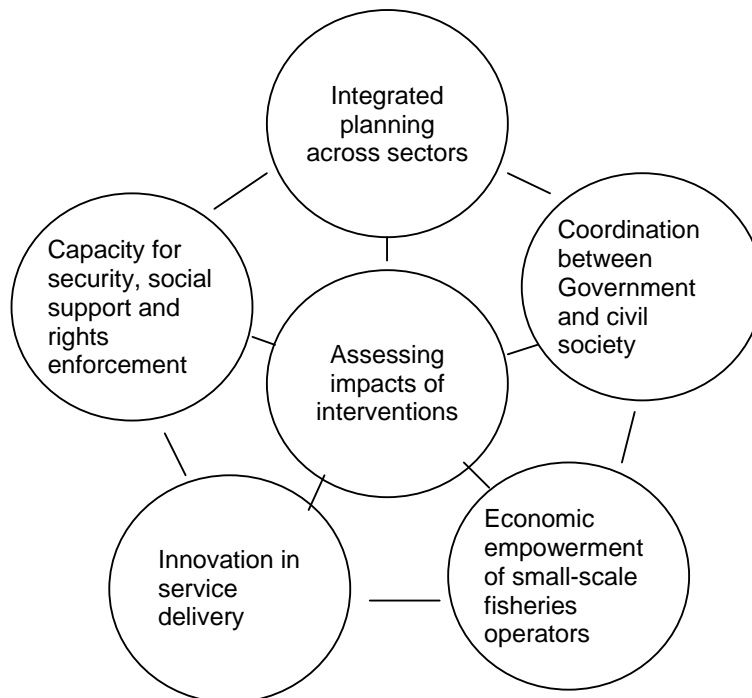 Integrated
planning
across sectors
Capacity for
security, social
support and
rights
enforcement
Coordination
between
Government
and civil
society
Assessing
impacts of
interventions
Innovation in
service
delivery
Economic
empowerment
of small-scale
fisheries
operators